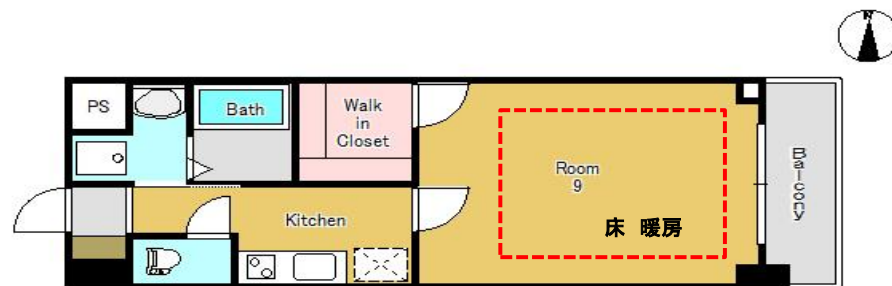 N
PS
Bath
Walk
in
Closet
Room
9
床 暖房
Kitchen
Balcony